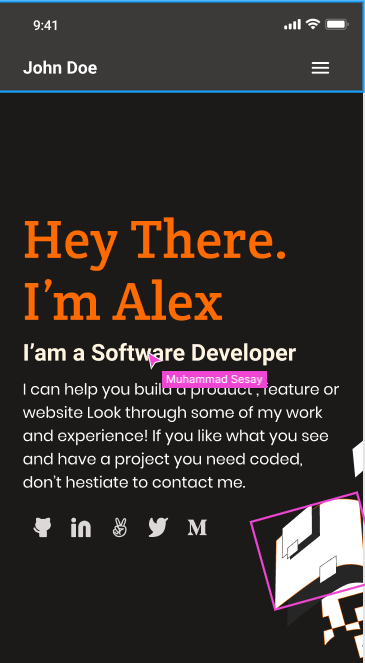 9:41
John Doe
Hey There.
I’m Alex
I’am a Software Developer
Muhammad Sesay
I can help you build a product , feature or
website Look through some of my work
and experience! If you like what you see
and have a project you need coded,
don’t hestiate to contact me.